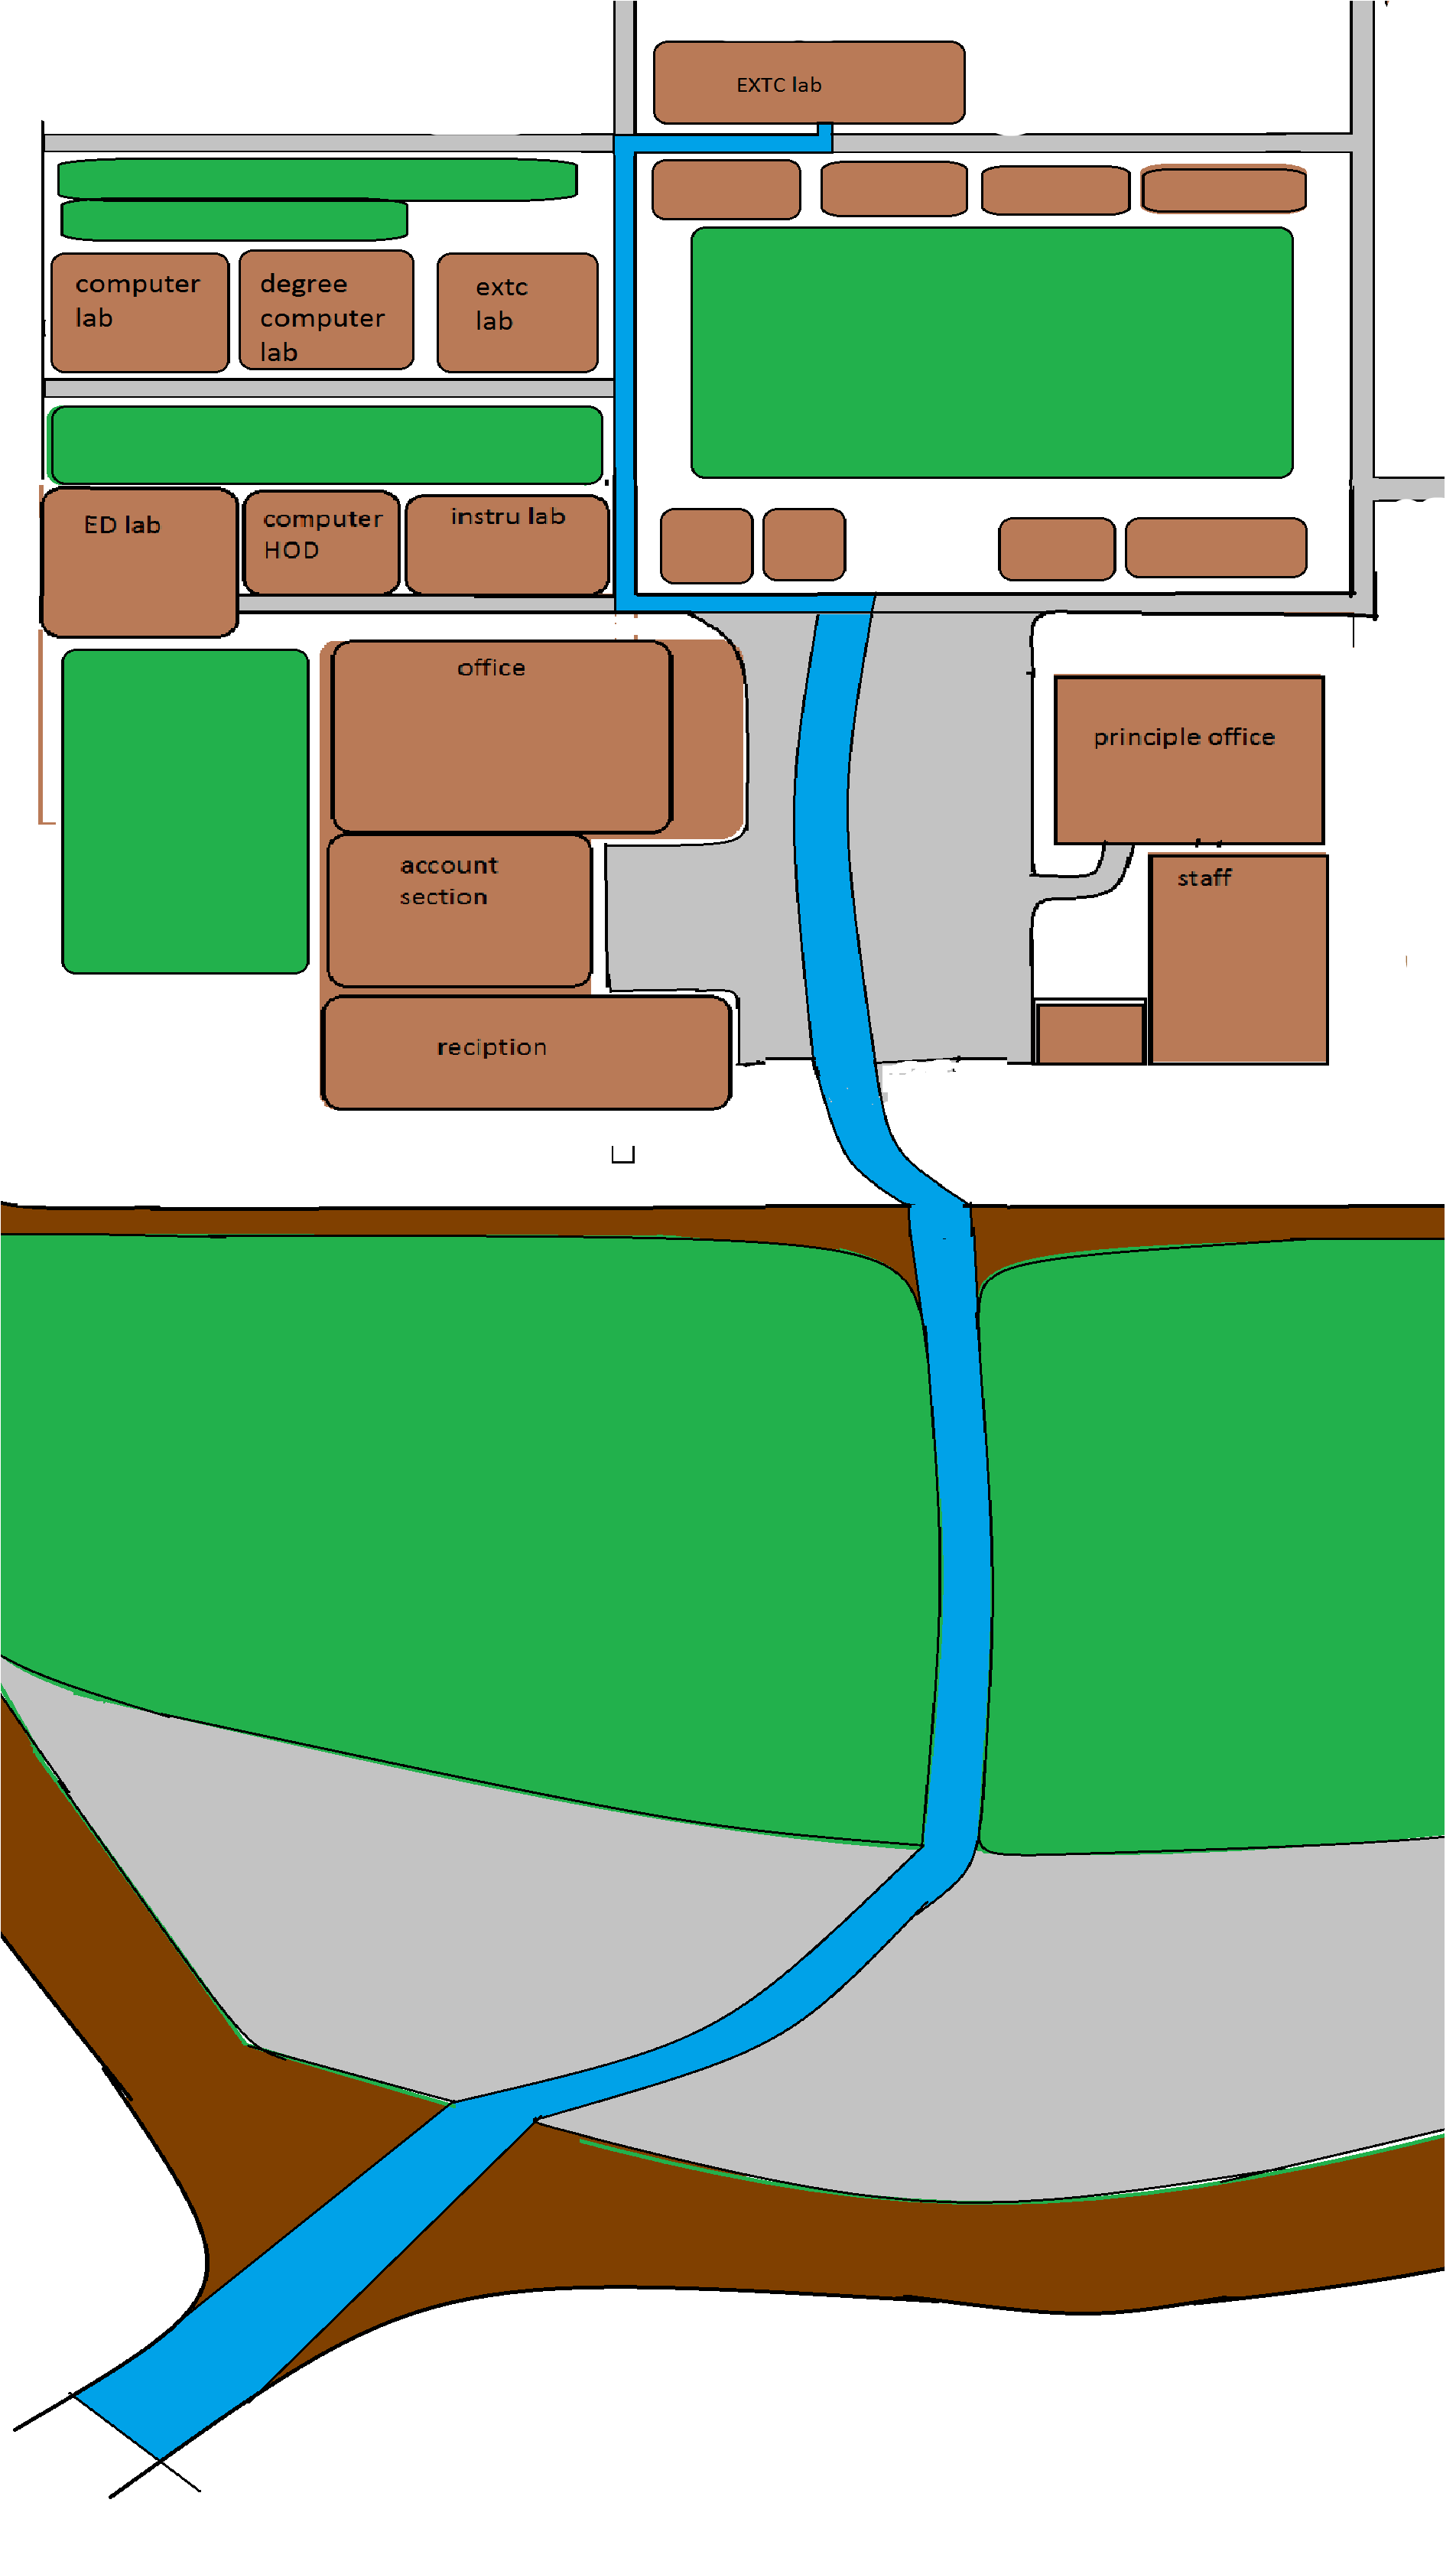 EXTC lab
computer
lab
degree
computer
lab
extc
lab
ED lab
computer
HOD
instru lab
office
principle office
account
section
staff
reciption